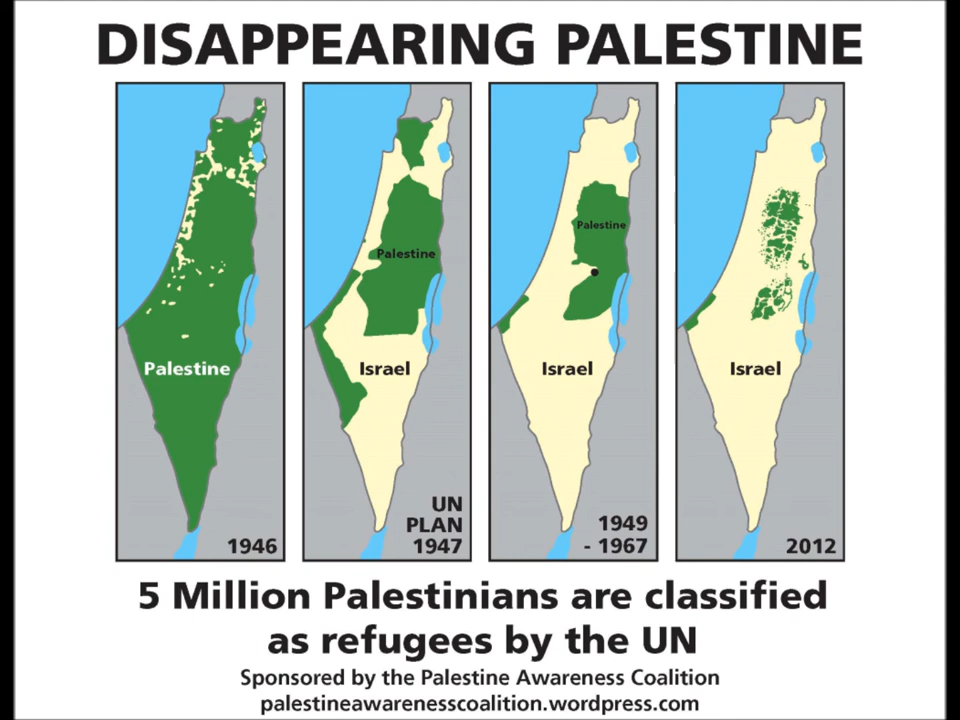 DISAPPEARING PALESTINE
Palestine
1946
Palestine
Israel
UN
PLAN
1947
Palestine
Israel
1949
- 1967
Israel
2012
5 Million Palestinians are classified
as refugees by the UN
Sponsored by the Palestine Awareness Coalition
palestineawarenesscoalition.wordpress.com